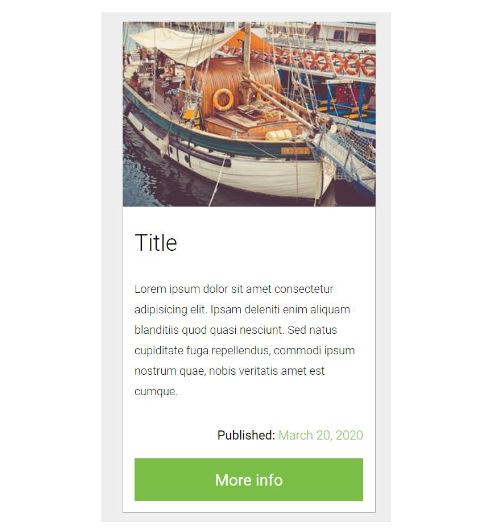 Title
Lorem ipsum dolor sit amet consectetur
adipisicing elit. Ipsam deleniti enim aliquam
blanditiis quod quasi nesciunt. Sed natus
cupiditate fuga repellendus, commodi ipsum
nostrum quae, nobis veritatis amet est
cumque.
Published: March 20, 2020
More info